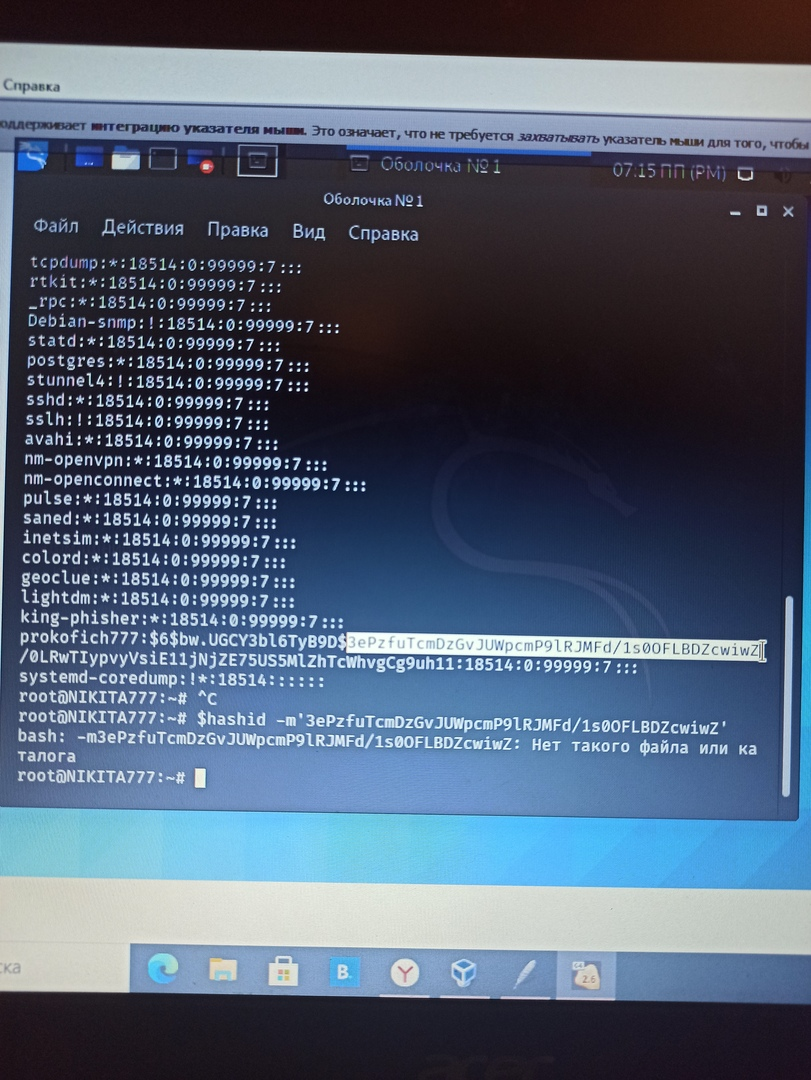 Справка
оддерживает интеграцию указателя мыши. Это означает, что не требуется захватывать указатель мыши для того, чтобы
Оболочка №1
07:15 ПП (PM)
Оболочка №1
Файл Действия Правка Вид Справка
tcpdump:*:18514:0:99999:7:::
rtkit:*:18514:0:99999:7:::
_rpc:*:18514:0:99999:7:::
Debian-snmp:!:18514:0:99999:7:::
statd:*:18514:0:99999:7:::
postgres:*:18514:0:99999:7:::
stunnel4:!:18514:0:99999:7:::
sshd:*:18514:0:99999:7:::
sslh:!:18514:0:99999:7:::
avahi:*:18514:0:99999:7:::
nm-openvpn:*:18514:0:99999:7:::
nm-openconnect:*:18514:0:99999:7:::
pulse:*:18514:0:99999:7:::
saned:*:18514:0:99999:7:::
inetsim:*:18514:0:99999:7:::
colord:*:18514:0:99999:7:::
geoclue:*:18514:0:99999:7:::
lightdm:*:18514:0:99999:7:::
king-phisher:*:18514:0:99999:7:::
prokofich777:$6$bw.UGCY3bl6TyB9D$3ePzfuTcmDzGvJUWpcmP9lRJMFd/1s0OFLBDZcwiwZ
/0LRwTIypvyVsiE11jNjZE75US5MlZhTcWhvgCg9uh11:18514:0:99999:7:::
systemd-coredump:!*:18514::::::
root@NIKITA777:~# ^C
root@NIKITA777:~# $hashid -m'3ePzfuTcmDzGvJUWpcmP9lRJMFd/1s0OFLBDZcwiwZ'
bash: -m3ePzfuTcmDzGvJUWpcmP9lRJMFd/1s0OFLBDZcwiwZ: Нет такого файла или ка
талога
root@NIKITA777:~#
ска
B.
Y
2.6
acer